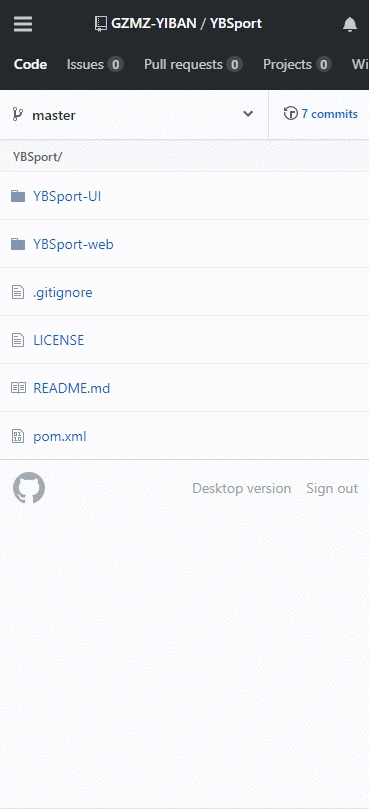 GZMZ-YIBAN / YBSport
Code Issues 0 Pull requests 0 Projects 0 Wi
master 7 commits
YBSport/
YBSport-UI
YBSport-web
.gitignore
LICENSE
README.md
pom.xml
Desktop version Sign out